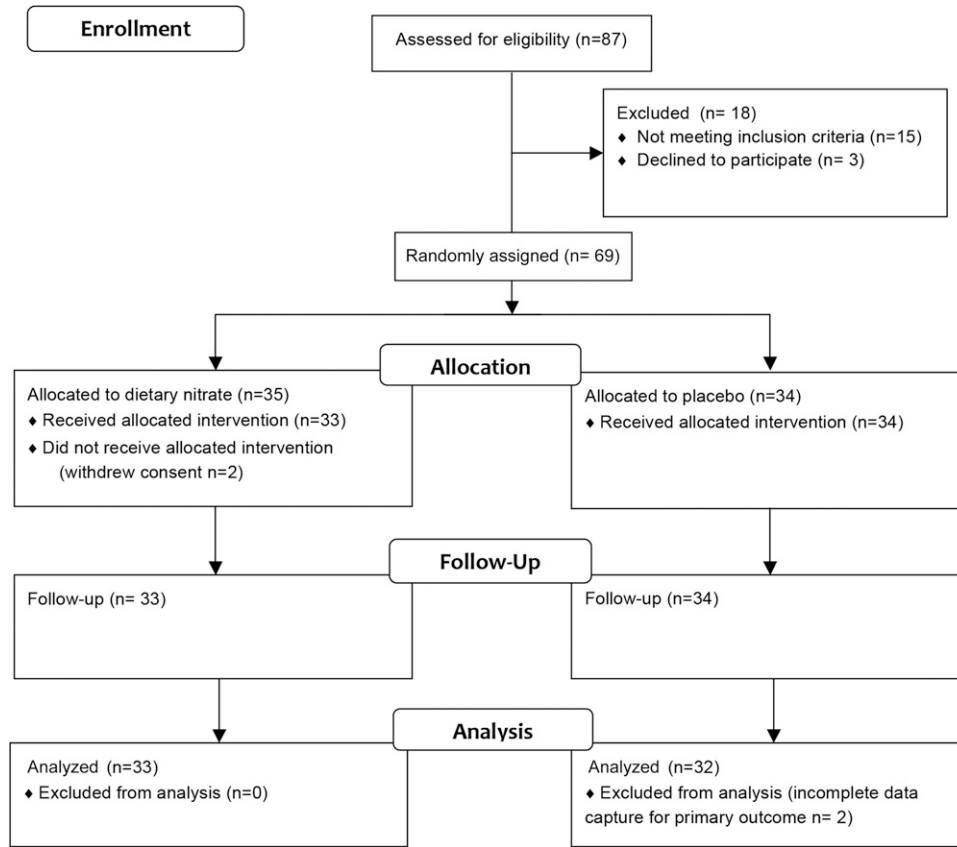 Enrollment
Assessed for eligibility (n=87)
Excluded (n= 18)
♦ Not meeting inclusion criteria (n=15)
♦ Declined to participate (n= 3)
Randomly assigned (n= 69)
Allocation
Allocated to dietary nitrate (n=35)
♦ Received allocated intervention (n=33)
♦ Did not receive allocated intervention
(withdrew consent n=2)
Allocated to placebo (n=34)
♦ Received allocated intervention (n=34)
Follow-Up
Follow-up (n= 33)
Follow-up (n=34)
Analysis
Analyzed (n=33)
♦ Excluded from analysis (n=0)
Analyzed (n=32)
♦ Excluded from analysis (incomplete data
capture for primary outcome n= 2)